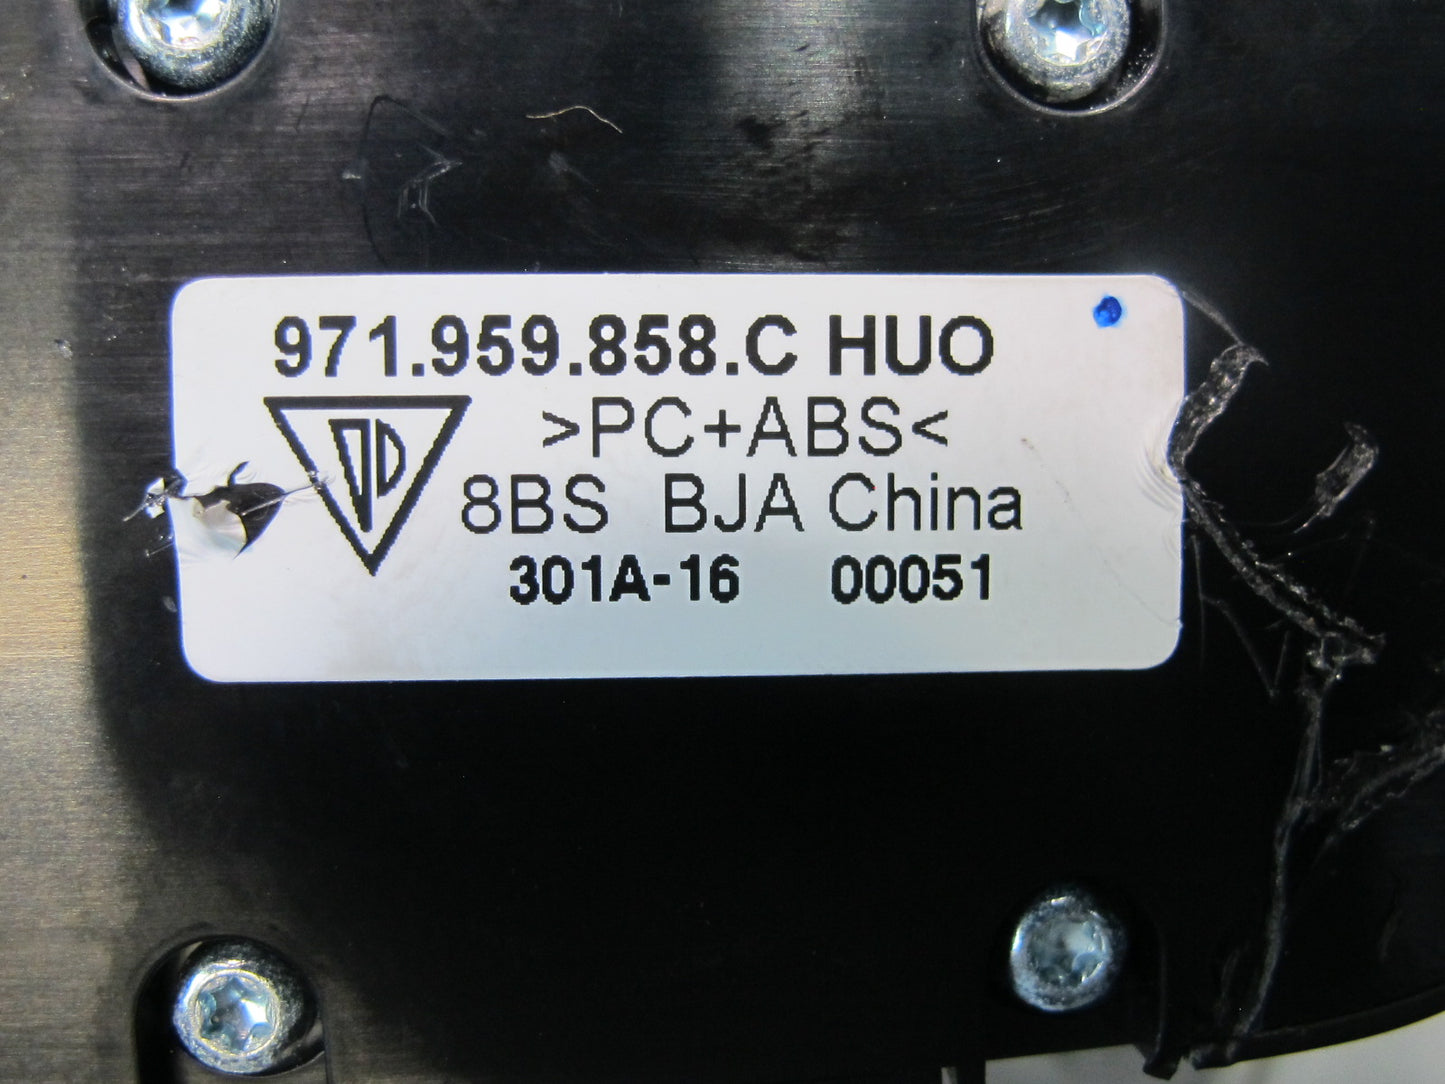 971.959.858.C HUO
>PC+ABS<
8BS BJA China
301A-16 00051